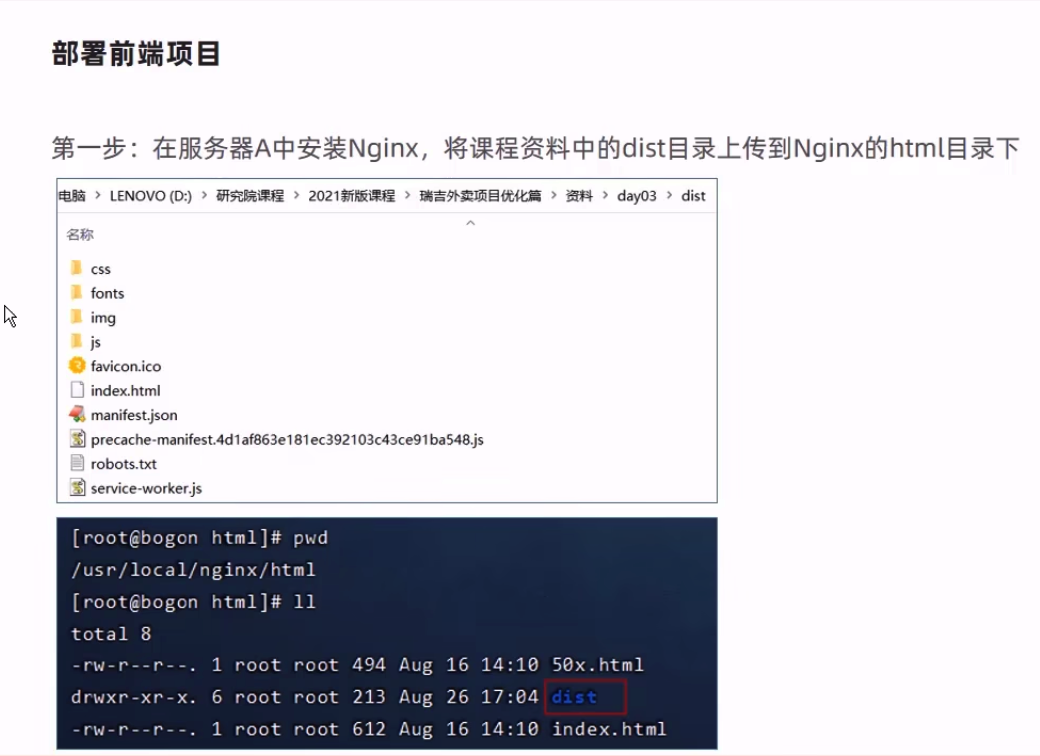 部署前端项目
第一步：在服务器A中安装Nginx，将课程资料中的dist目录上传到Nginx的html目录下
电脑 > LENOVO (D:) > 研究院课程 > 2021新版课程 > 瑞吉外卖项目优化篇 > 资料 > day03 > dist
名称
css
fonts
img
js
favicon.ico
index.html
manifest.json
precache-manifest.4d1af863e181ec392103c43ce91ba548.js
robots.txt
service-worker.js
[root@bogon html]# pwd
/usr/local/nginx/html
[root@bogon html]# ll
total 8
-rw-r--r--. 1 root root 494 Aug 16 14:10 50x.html
drwxr-xr-x. 6 root root 213 Aug 26 17:04 dist
-rw-r--r--. 1 root root 612 Aug 16 14:10 index.html